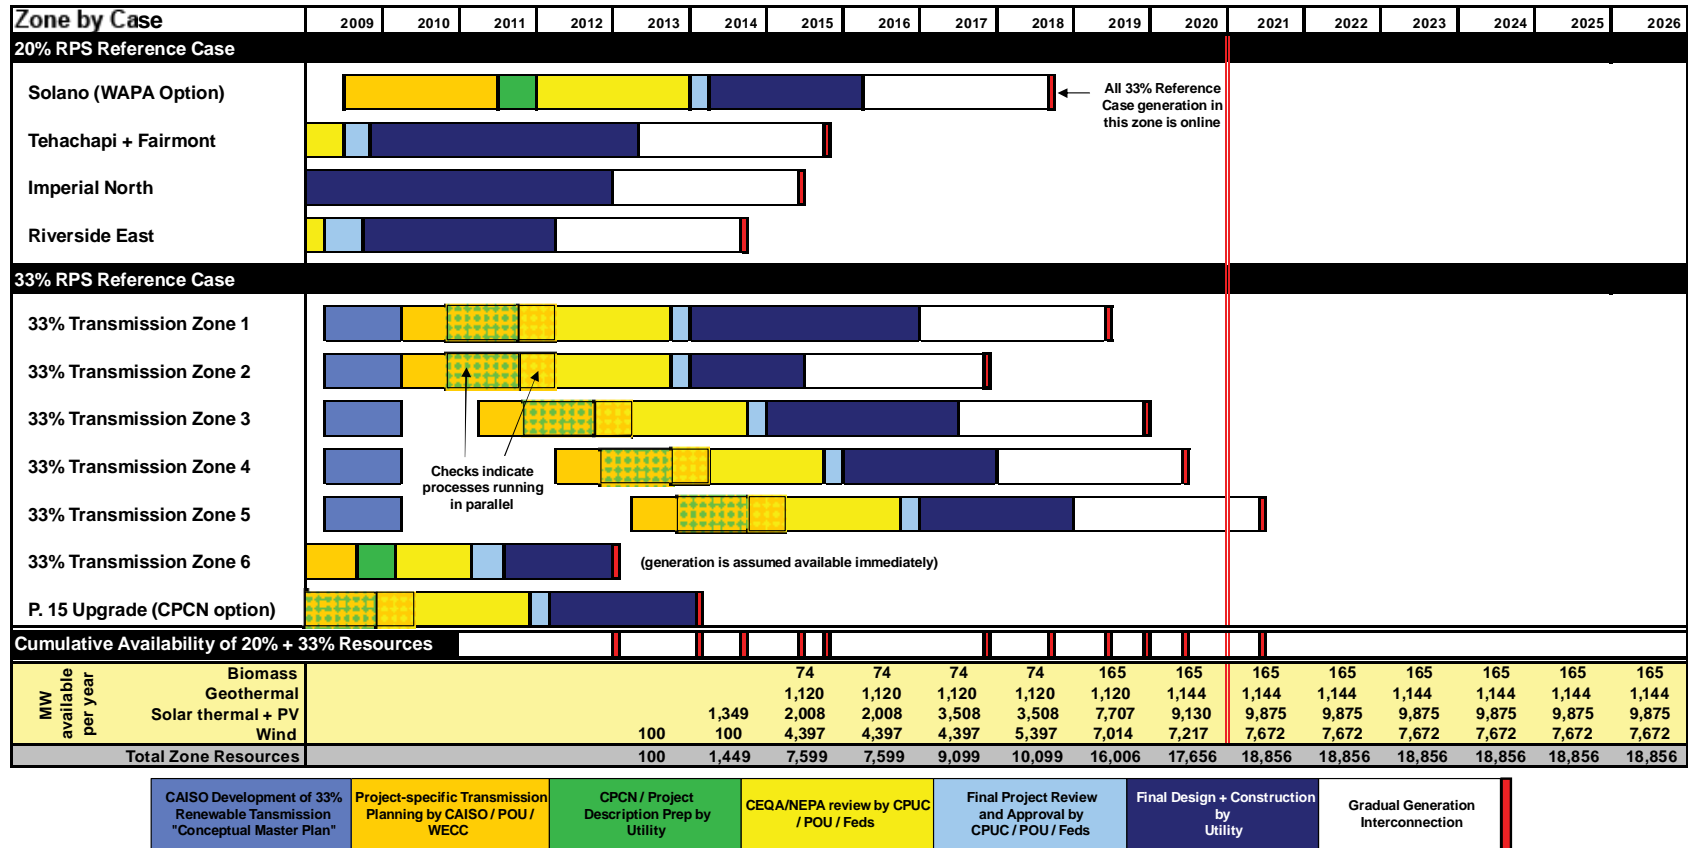 Zone by Case 2009 2010 2011 2012 2013 2014 2015 2016 2017 2018 2019 2020 2021 2022 2023 2024 2025 2026
20% RPS Reference Case
Solano (WAPA Option)
All 33% Reference
Case generation in
this zone is online
Tehachapi + Fairmont
Imperial North
Riverside East
33% RPS Reference Case
33% Transmission Zone 1
33% Transmission Zone 2
33% Transmission Zone 3
33% Transmission Zone 4
Checks indicate
processes running
in parallel
33% Transmission Zone 5
33% Transmission Zone 6 (generation is assumed available immediately)
P. 15 Upgrade (CPCN option)
Cumulative Availability of 20% + 33% Resources
MW
available
per year
Biomass 74 74 74 74 165 165 165 165 165 165 165 165
Geothermal 1,120 1,120 1,120 1,120 1,120 1,144 1,144 1,144 1,144 1,144 1,144 1,144
Solar thermal + PV 1,349 2,008 2,008 3,508 3,508 7,707 9,130 9,875 9,875 9,875 9,875 9,875 9,875
Wind 100 100 4,397 4,397 4,397 5,397 7,014 7,217 7,672 7,672 7,672 7,672 7,672 7,672
Total Zone Resources 100 1,449 7,599 7,599 9,099 10,099 16,006 17,656 18,856 18,856 18,856 18,856 18,856 18,856
CAISO Development of 33%
Renewable Tansmission
"Conceptual Master Plan"
Project-specific Transmission
Planning by CAISO / POU /
WECC
CPCN / Project
Description Prep by
Utility
CEQA/NEPA review by CPUC
/ POU / Feds
Final Project Review
and Approval by
CPUC / POU / Feds
Final Design + Construction
by
Utility
Gradual Generation
Interconnection